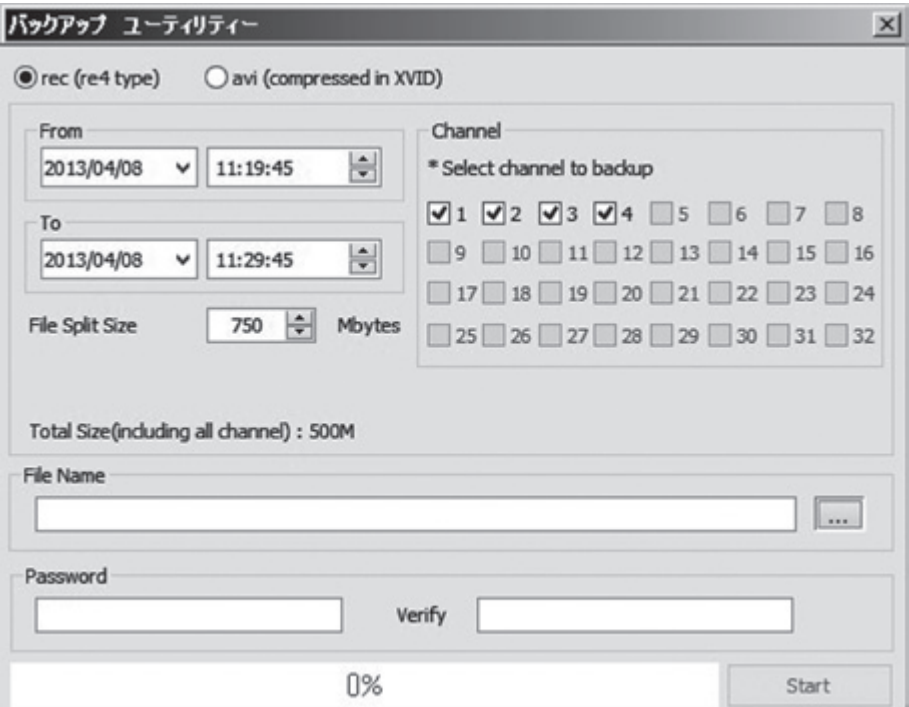 バックアップ ユーティリティー
rec (re4 type) avi (compressed in XVID)
From
2013/04/08 11:19:45
To
2013/04/08 11:29:45
File Split Size 750 Mbytes
Total Size(including all channel) : 500M
Channel
* Select channel to backup
1 2 3 4 5 6 7 8
9 10 11 12 13 14 15 16
17 18 19 20 21 22 23 24
25 26 27 28 29 30 31 32
File Name
...
Password
Verify
0% Start